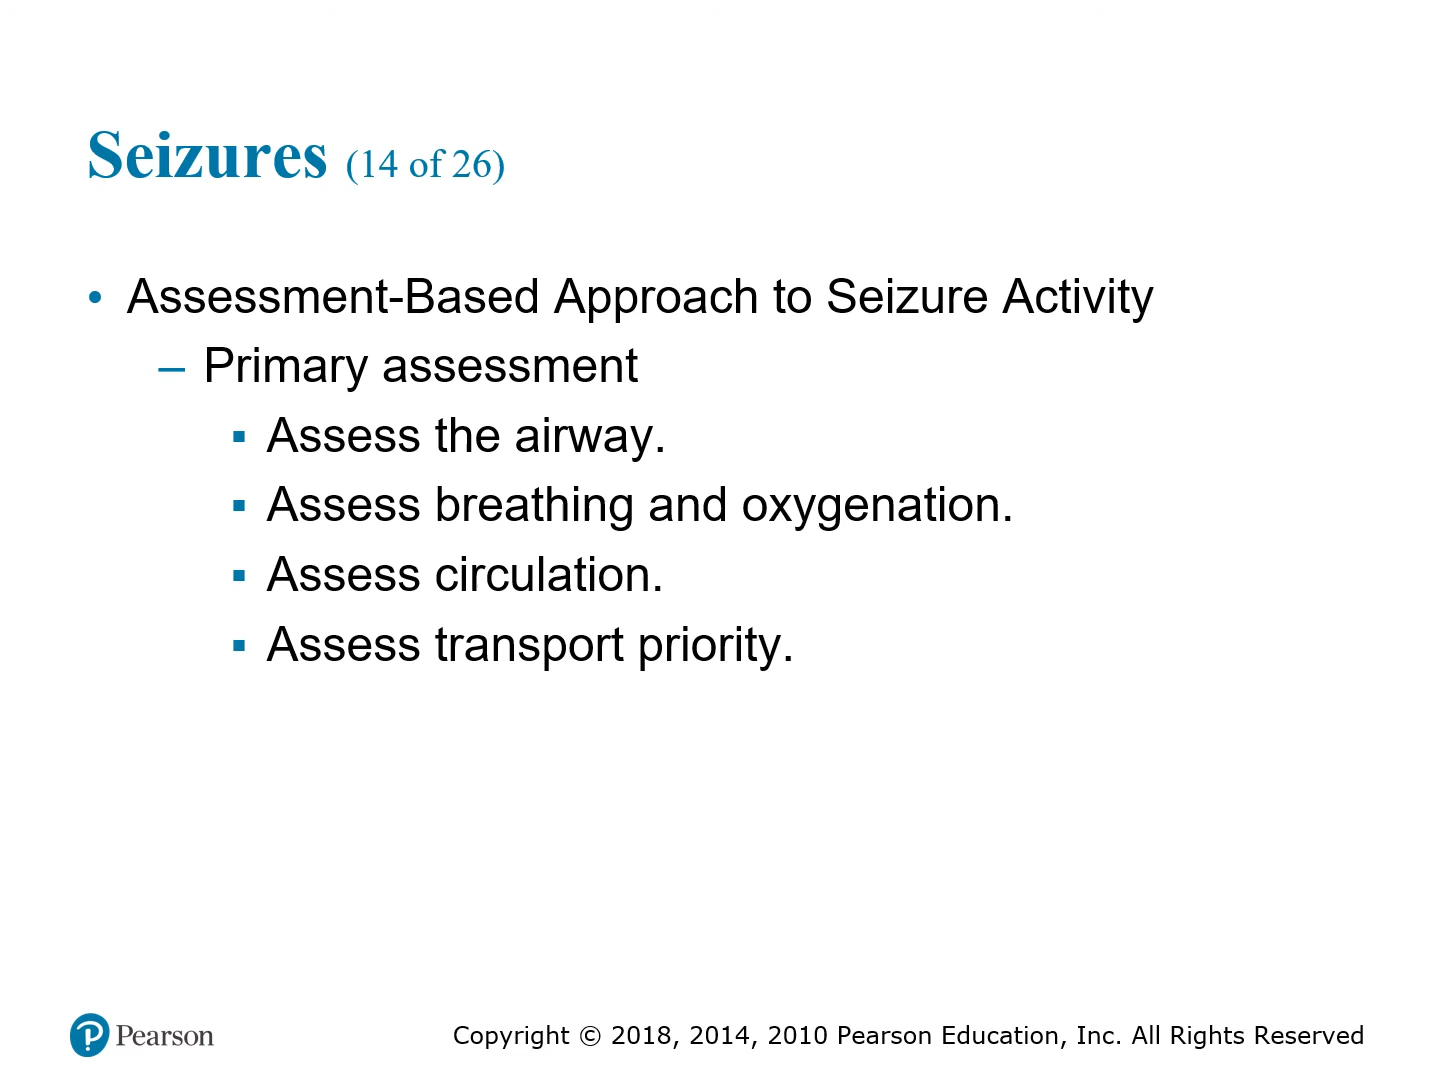 Seizures (14 of 26)
• Assessment-Based Approach to Seizure Activity
– Primary assessment
▪ Assess the airway.
▪ Assess breathing and oxygenation.
▪ Assess circulation.
▪ Assess transport priority.
Pearson
Copyright © 2018, 2014, 2010 Pearson Education, Inc. All Rights Reserved